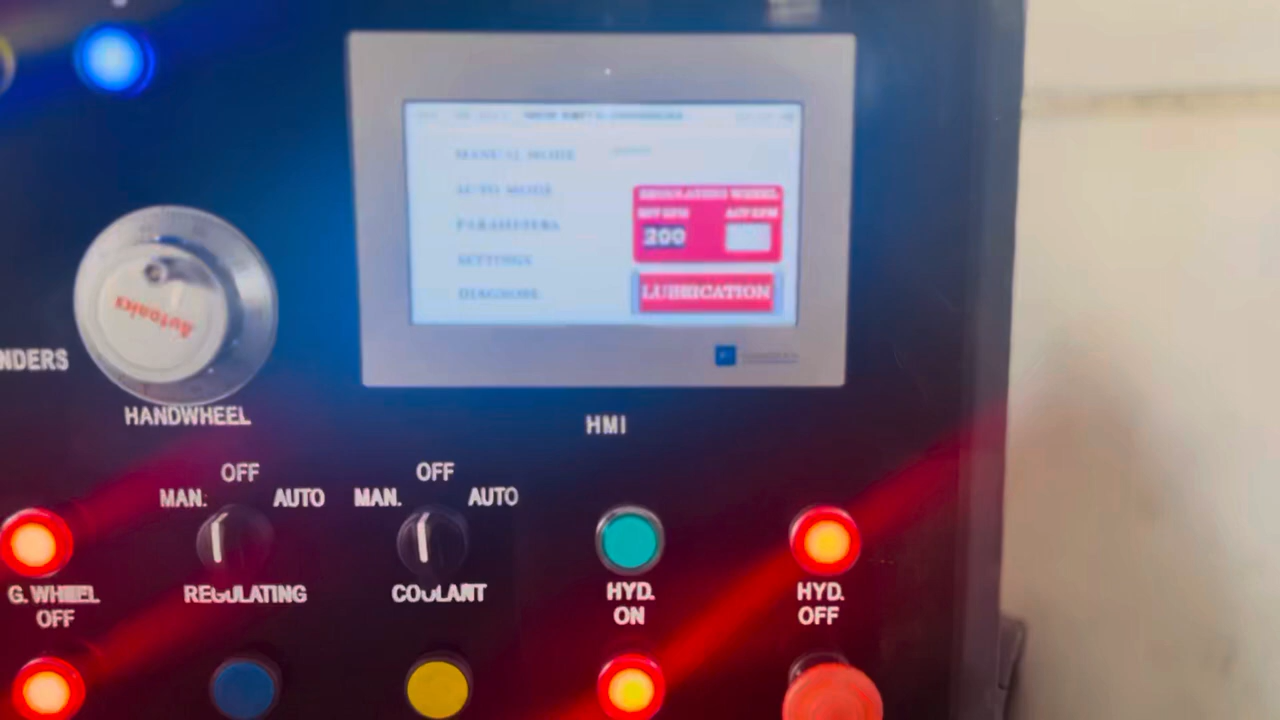 MANUAL MODE
AUTO MODE
PARAMETERS
SETTINGS
DIAGNOSE
REGULATING WHEEL
SET RPM
ACT RPM
200
LUBRICATION
Autonics
NDERS
HANDWHEEL
HMI
OFF
MAN.
AUTO
OFF
MAN.
AUTO
G. WHEEL
OFF
REGULATING
COOLANT
HYD.
ON
HYD.
OFF